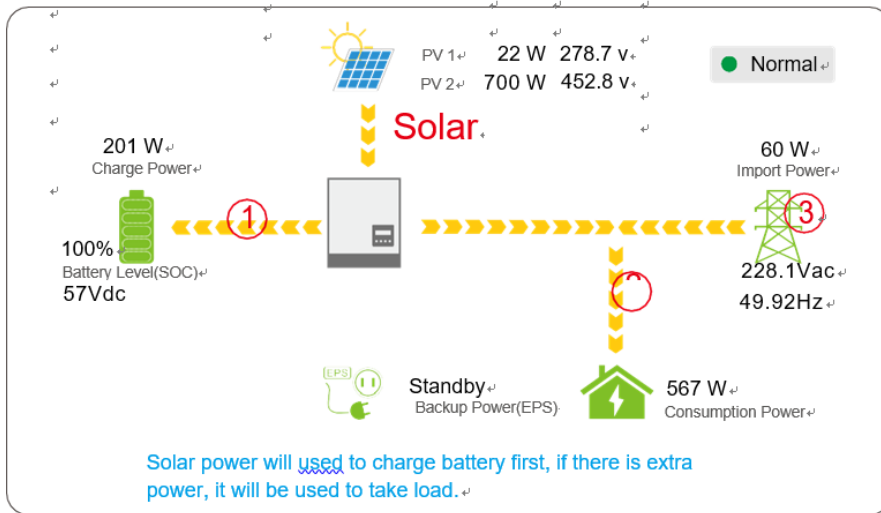 PV 1 22 W 278.7 v
PV 2 700 W 452.8 v
Normal
Solar
201 W
Charge Power
60 W
Import Power
1
3
100%
Battery Level(SOC)
57Vdc
228.1Vac
49.92Hz
EPS
Standby
Backup Power(EPS)
567 W
Consumption Power
Solar power will used to charge battery first, if there is extra
power, it will be used to take load.